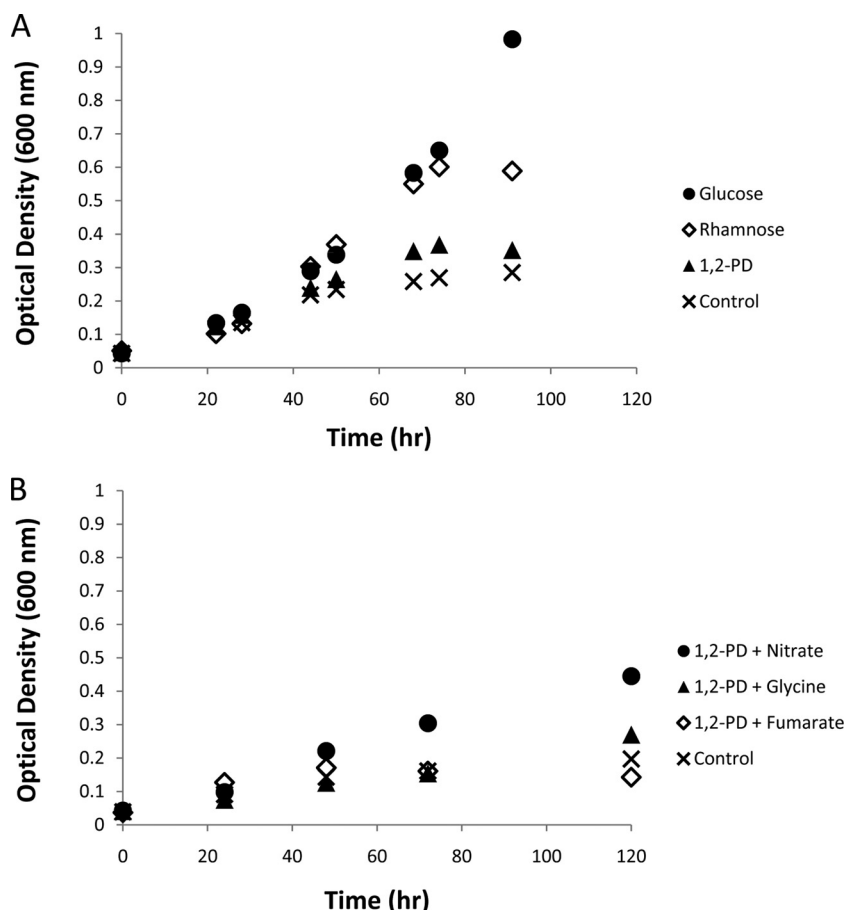 A
Optical Density (600 nm)
1
0.9
0.8
0.7
0.6
0.5
0.4
0.3
0.2
0.1
0
0
20
40
60
80
100
120
Time (hr)
Glucose
Rhamnose
1,2-PD
Control
B
Optical Density (600 nm)
1
0.9
0.8
0.7
0.6
0.5
0.4
0.3
0.2
0.1
0
0
20
40
60
80
100
120
Time (hr)
1,2-PD + Nitrate
1,2-PD + Glycine
1,2-PD + Fumarate
Control